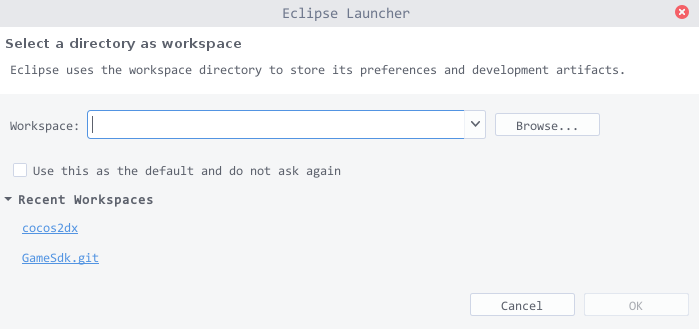 Eclipse Launcher
Select a directory as workspace
Eclipse uses the workspace directory to store its preferences and development artifacts.
Workspace:
Browse...
Use this as the default and do not ask again
Recent Workspaces
cocos2dx
GameSdk.git
Cancel
OK